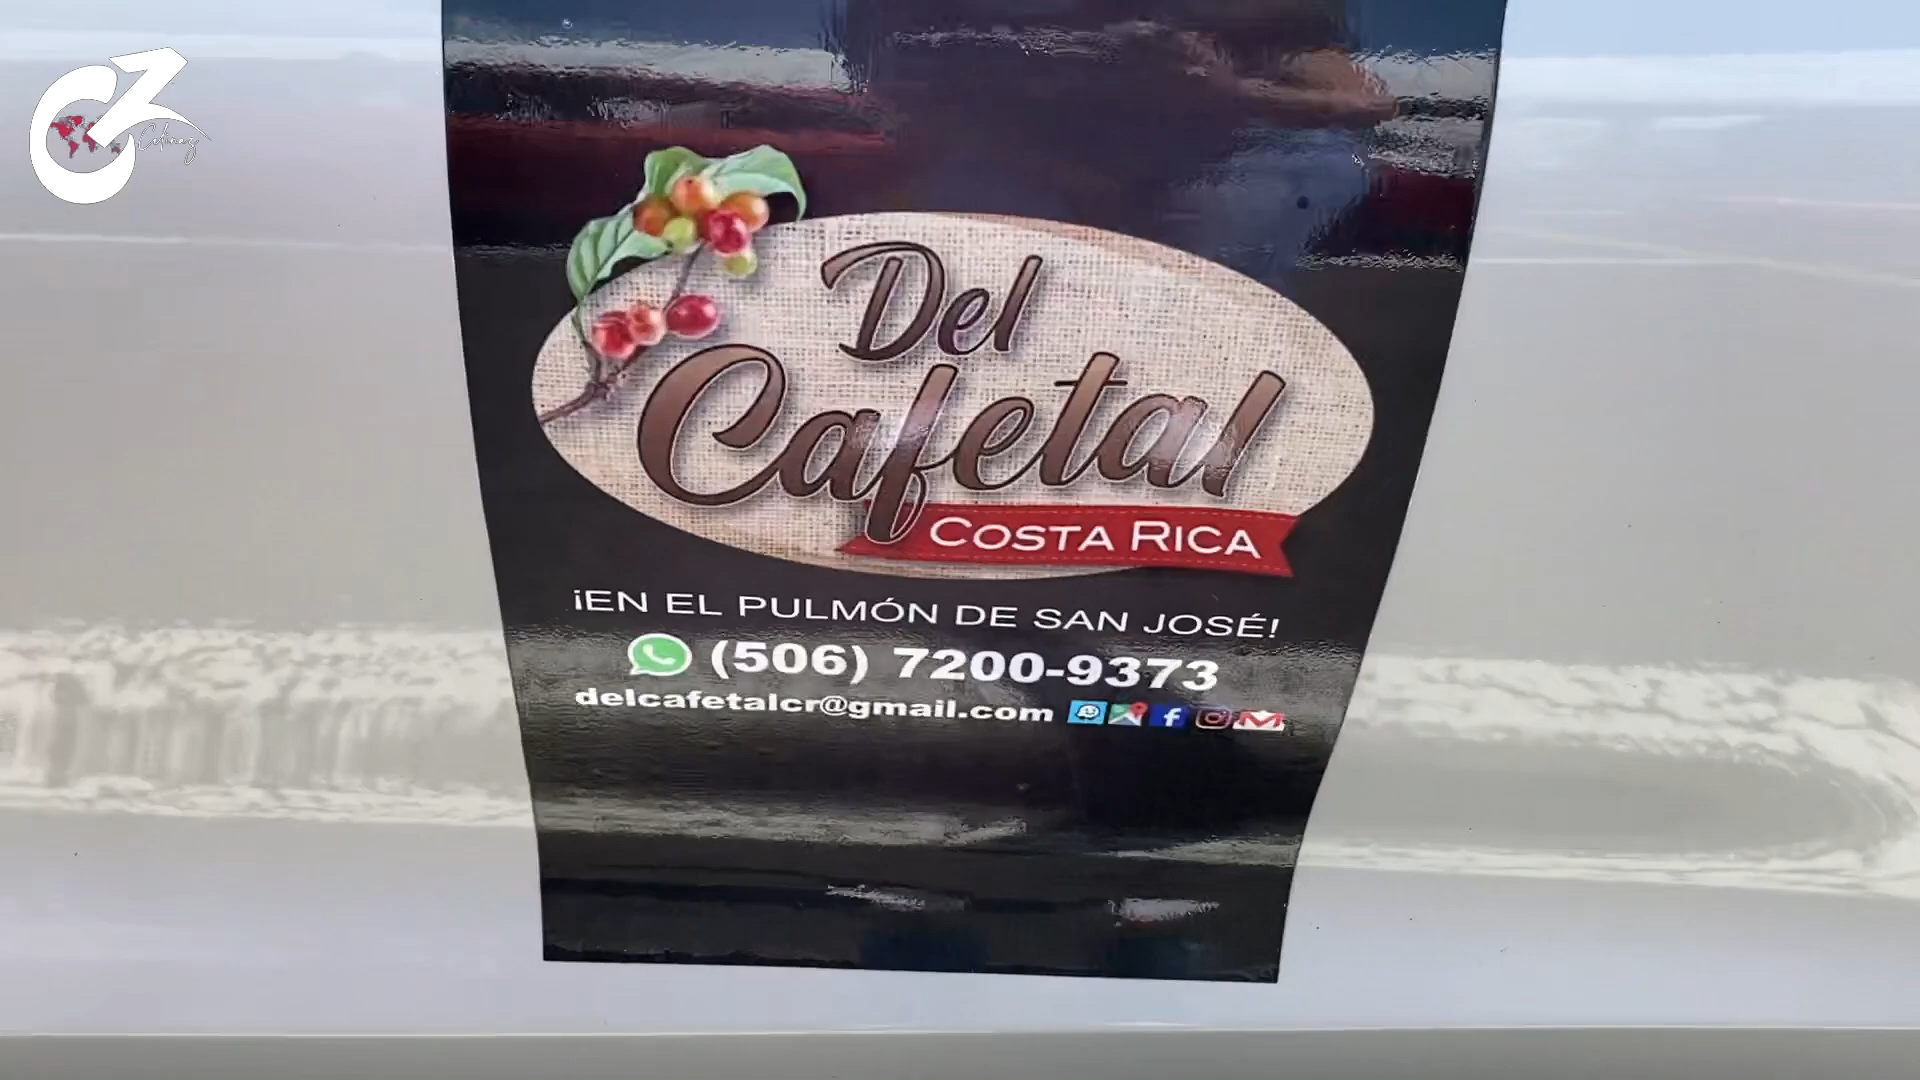 Del
Cafetal
COSTA RICA
¡EN EL PULMÓN DE SAN JOSÉ!
(506) 7200-9373
delcafetalcr@gmail.com